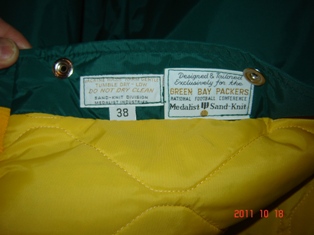 TUMBLE DRY - LOW
DO NOT DRY CLEAN
SAND-KNIT DIVISION
MEDALIST INDUSTRIES
38
Designed & Tailored
Exclusively for the
GREEN BAY PACKERS
NATIONAL FOOTBALL CONFERENCE
Medalist Sand-Knit
2011 10 18